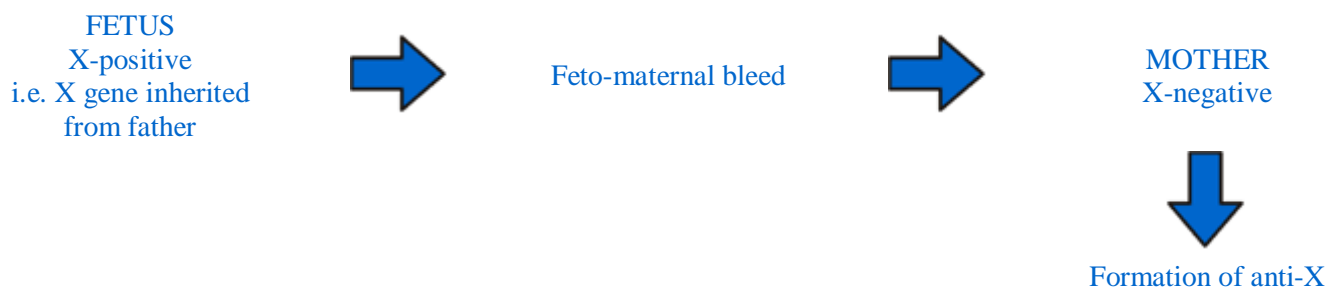 FETUS
X-positive
i.e. X gene inherited
from father
Feto-maternal bleed
MOTHER
X-negative
Formation of anti-X